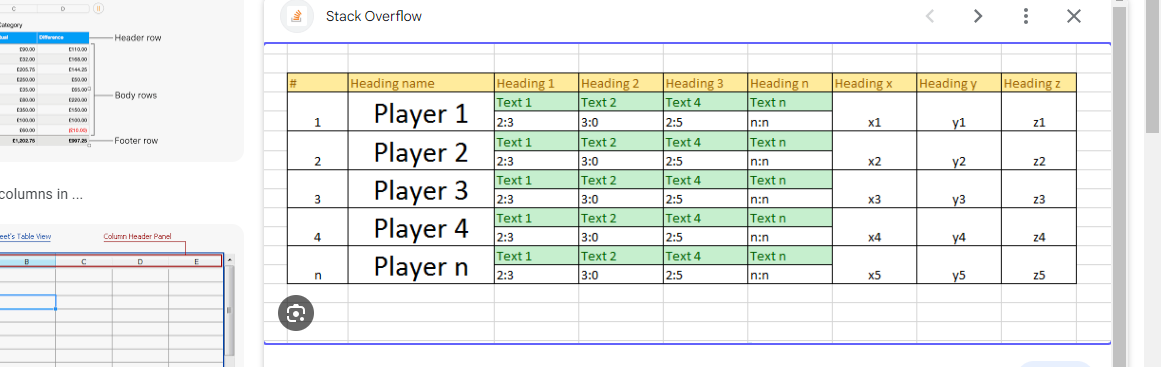 C D
Category
Difference
Header row
£90.00 £110.00
£32.00 £168.00
£205.75 £144.25
£250.00 £50.00
£35.00 £65.00
£80.00 £220.00
£350.00 £150.00
£100.00 £100.00
£60.00 (£10.00)
£1,202.75 £997.25
Body rows
Footer row
columns in ...
eet's Table View Column Header Panel
B C D E
Stack Overflow
# Heading name Heading 1 Heading 2 Heading 3 Heading n Heading x Heading y Heading z
1 Player 1 Text 1 Text 2 Text 4 Text n
2:3 3:0 2:5 n:n x1 y1 z1
2 Player 2 Text 1 Text 2 Text 4 Text n
2:3 3:0 2:5 n:n x2 y2 z2
3 Player 3 Text 1 Text 2 Text 4 Text n
2:3 3:0 2:5 n:n x3 y3 z3
4 Player 4 Text 1 Text 2 Text 4 Text n
2:3 3:0 2:5 n:n x4 y4 z4
n Player n Text 1 Text 2 Text 4 Text n
2:3 3:0 2:5 n:n x5 y5 z5